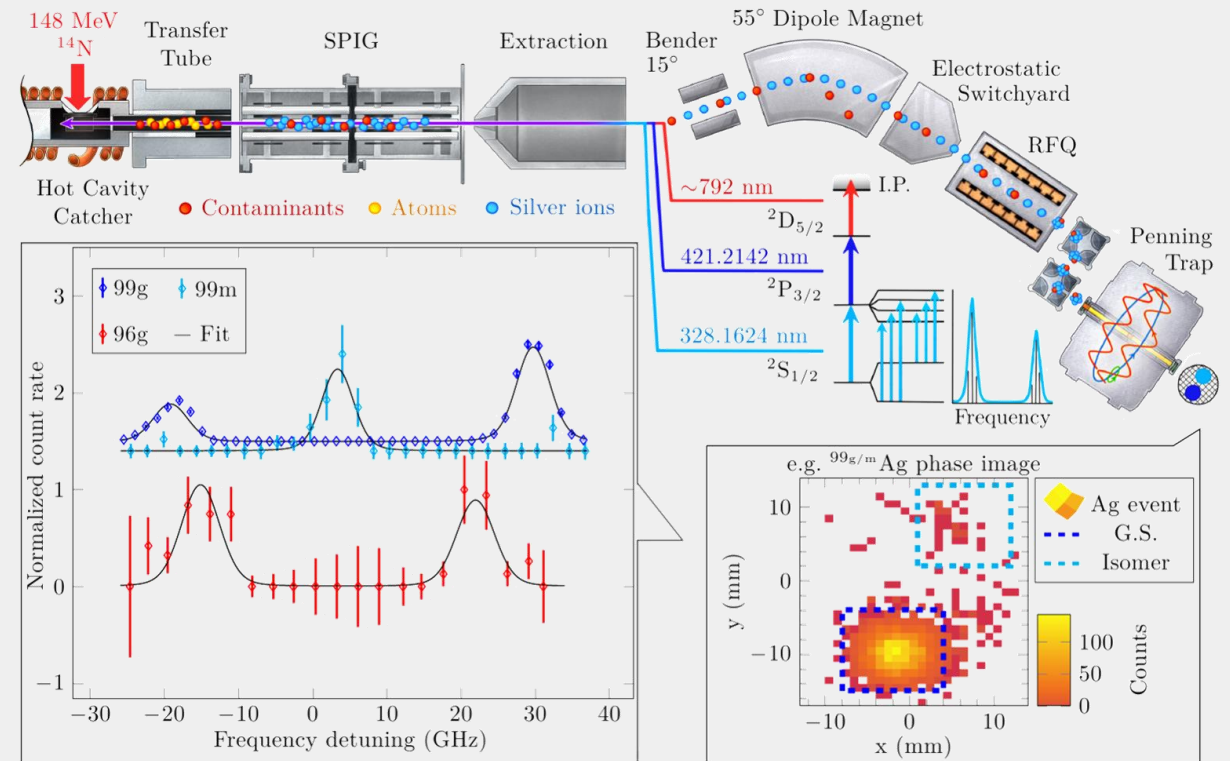 148 MeV
¹⁴N
Transfer
Tube
SPIG
Extraction
Bender
15°
55° Dipole Magnet
Electrostatic
Switchyard
RFQ
Penning
Trap
Hot Cavity
Catcher
Contaminants
Atoms
Silver ions
~792 nm
I.P.
²D₅/₂
421.2142 nm
²P₃/₂
328.1624 nm
²S₁/₂
Frequency
99g
99m
96g
Fit
Normalized count rate
3
2
1
0
−1
−30
−20
−10
0
10
20
30
40
Frequency detuning (GHz)
e.g. ⁹⁹ᵍ/ᵐAg phase image
y (mm)
10
0
−10
−10
0
10
x (mm)
Ag event
G.S.
Isomer
100
50
0
Counts